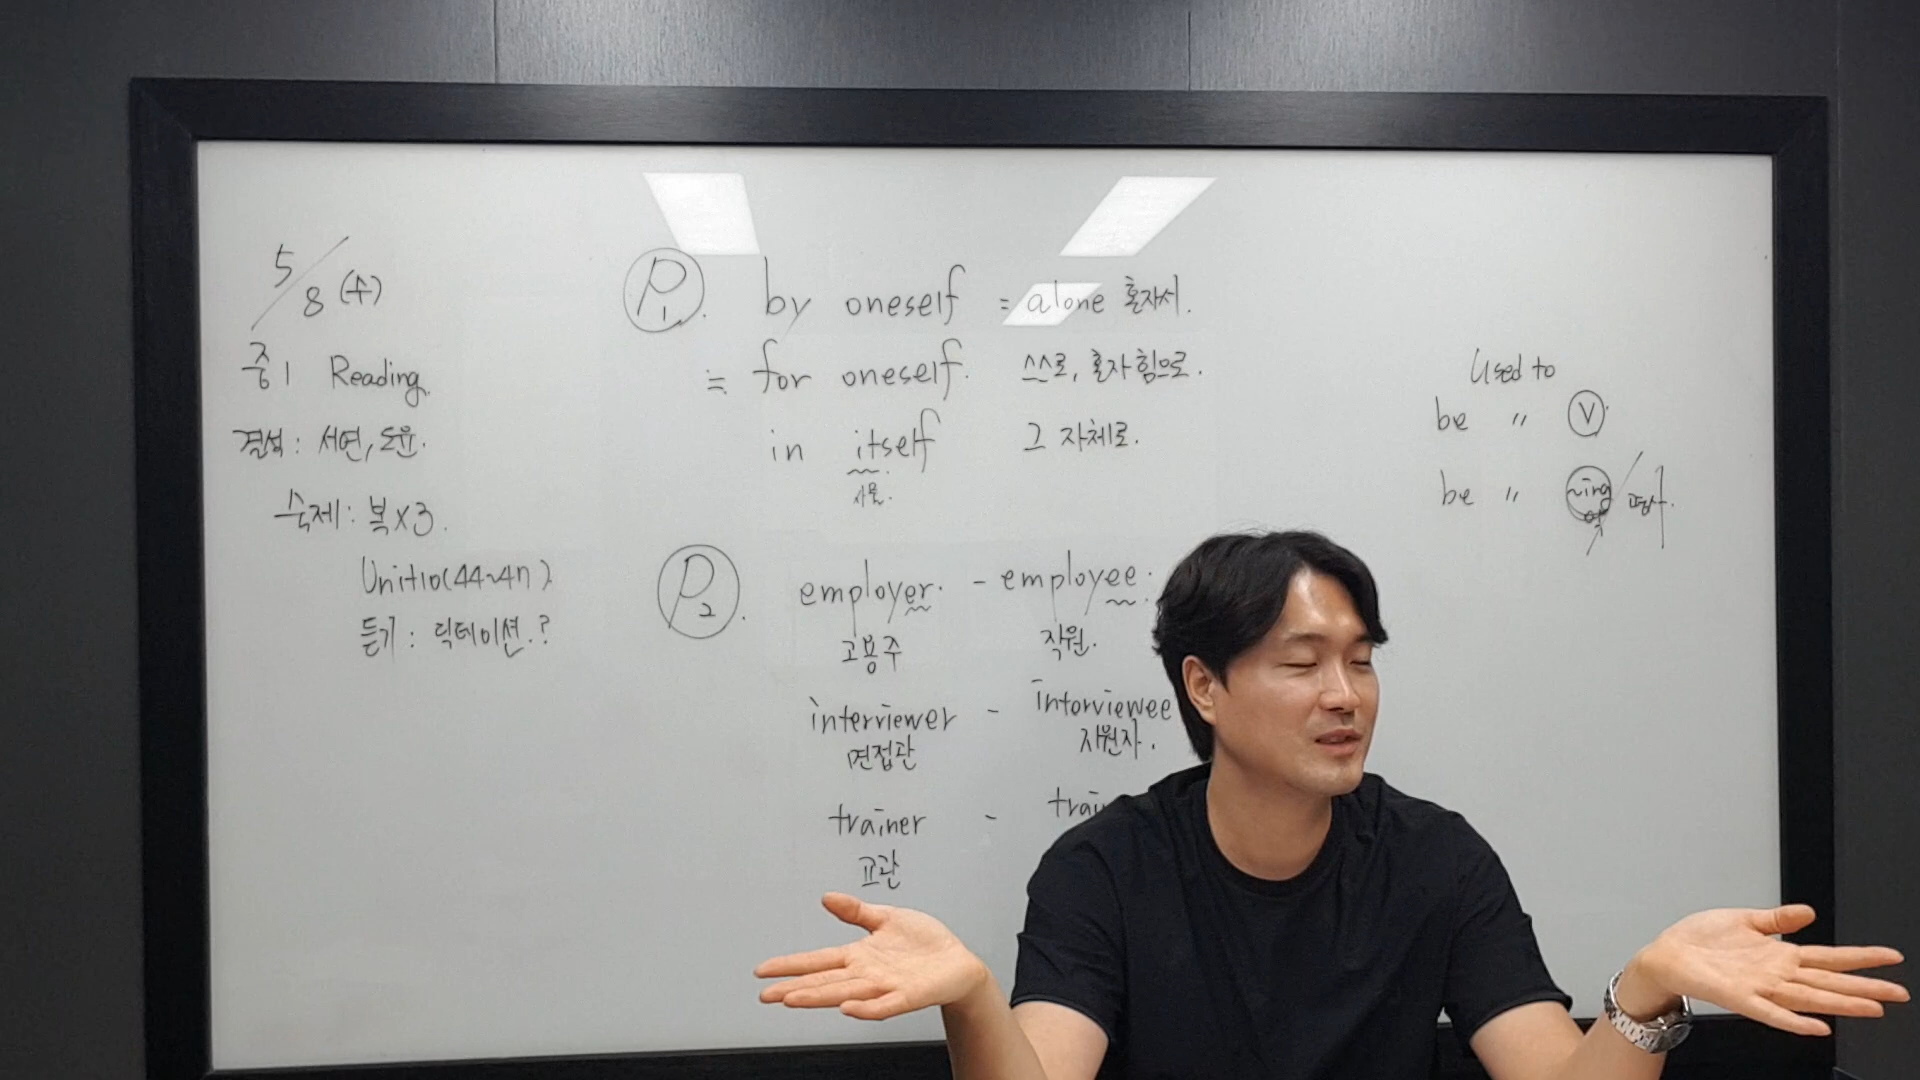 5/8 (수)
중1 Reading.
결석: 서연, 도윤.
숙제: 복x3.
Unit10(44~47)
듣기: 딕테이션.?
P1. by oneself = alone 혼자서.
≒ for oneself. 스스로, 혼자 힘으로.
in itself 그 자체로.
사물.
P2. employer. - employee.
고용주 직원.
interviewer - interviewee
면접관 지원자.
trainer -
교관
Used to
be " V
be " ~ing / 명사.